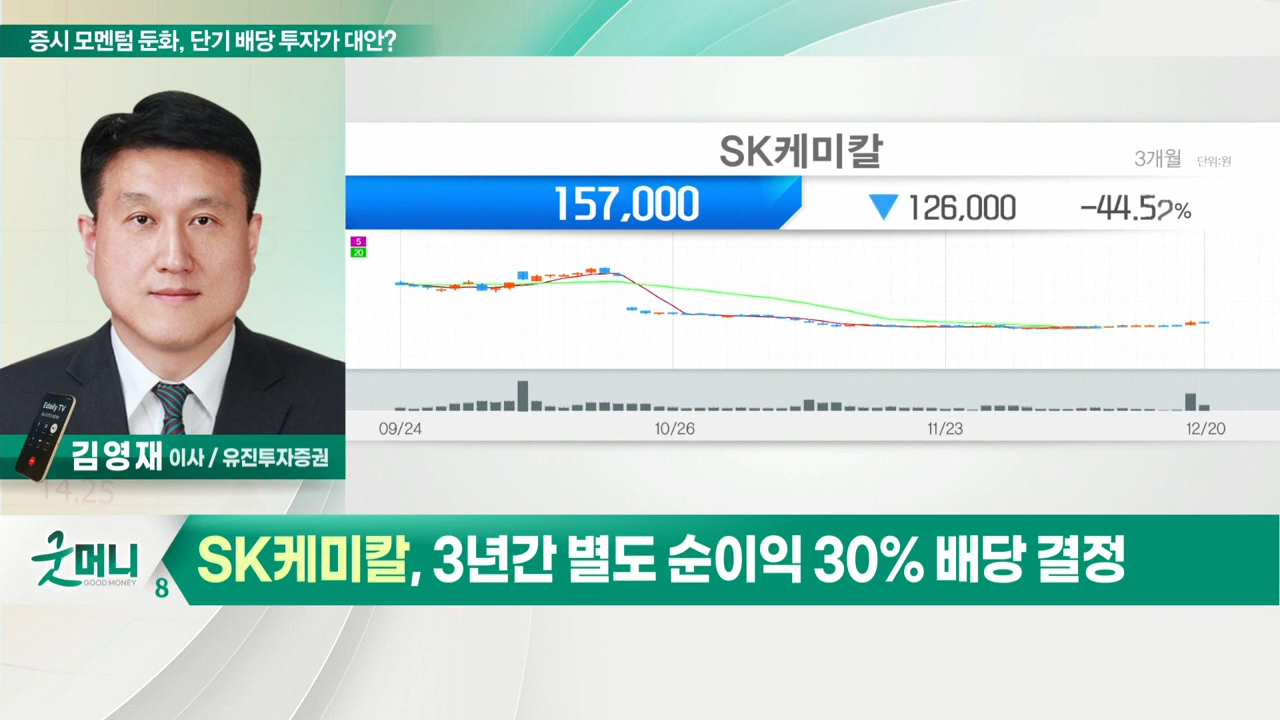 증시 모멘텀 둔화, 단기 배당 투자가 대안?
SK케미칼
3개월 단위:원
157,000 ▼ 126,000 -44.52%
5
20
09/24 10/26 11/23 12/20
Edaily TV
김영재 이사 / 유진투자증권
14.25
굿머니
GOOD MONEY
8
SK케미칼, 3년간 별도 순이익 30% 배당 결정